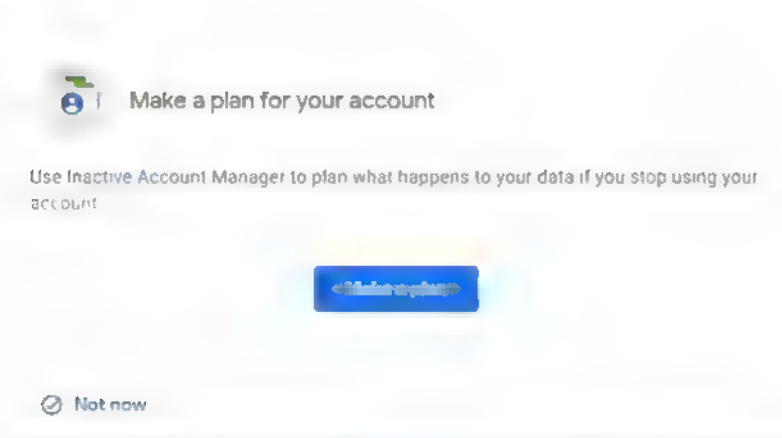 Make a plan for your account
Use Inactive Account Manager to plan what happens to your data if you stop using your
account
Not now